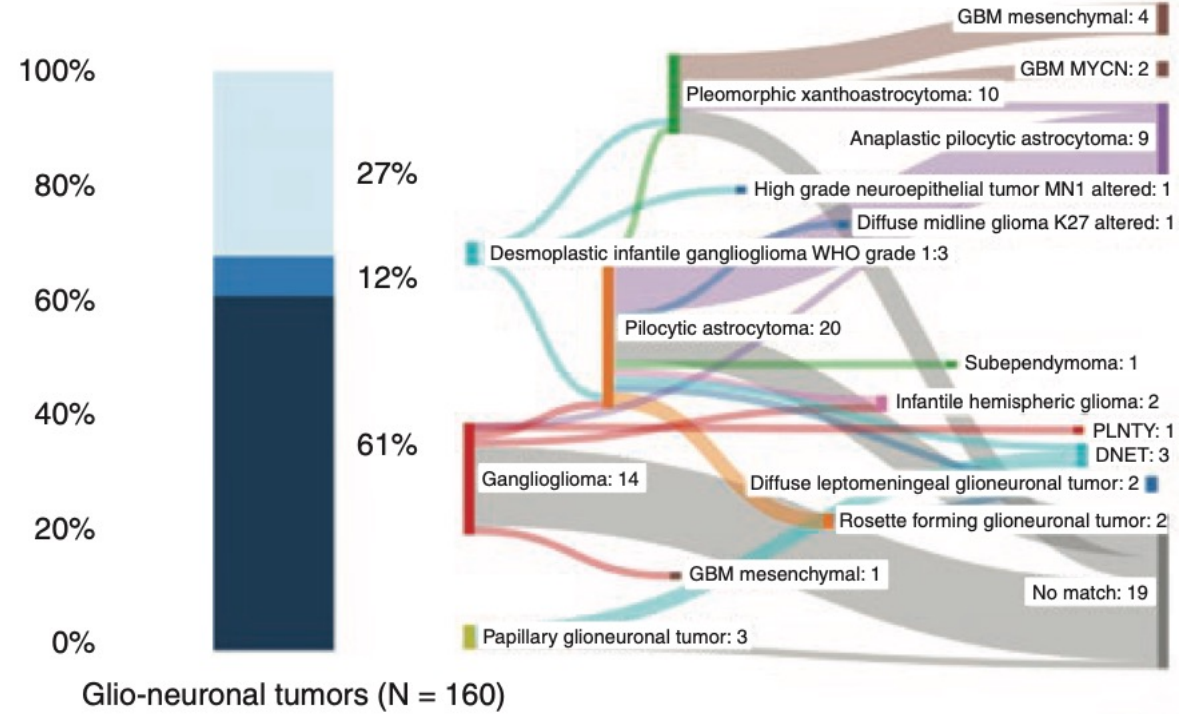 100%
80%
60%
40%
20%
0%
27%
12%
61%
Glio-neuronal tumors (N = 160)
GBM mesenchymal: 4
GBM MYCN: 2
Pleomorphic xanthoastrocytoma: 10
Anaplastic pilocytic astrocytoma: 9
High grade neuroepithelial tumor MN1 altered: 1
Diffuse midline glioma K27 altered: 1
Desmoplastic infantile ganglioglioma WHO grade 1:3
Pilocytic astrocytoma: 20
Subependymoma: 1
Infantile hemispheric glioma: 2
PLNTY: 1
DNET: 3
Ganglioglioma: 14
Diffuse leptomeningeal glioneuronal tumor: 2
Rosette forming glioneuronal tumor: 2
GBM mesenchymal: 1
No match: 19
Papillary glioneuronal tumor: 3